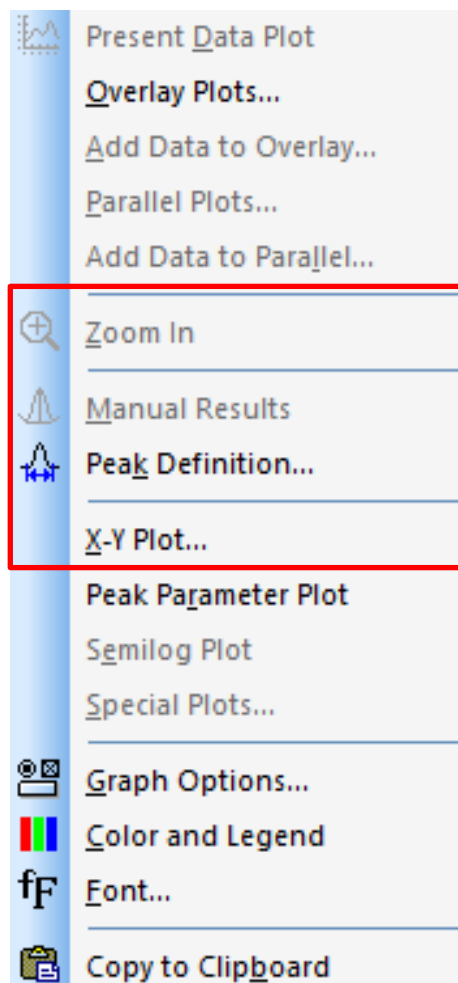 Present Data Plot
Overlay Plots...
Add Data to Overlay...
Parallel Plots...
Add Data to Parallel...
Zoom In
Manual Results
Peak Definition...
X-Y Plot...
Peak Parameter Plot
Semilog Plot
Special Plots...
Graph Options...
Color and Legend
fF Font...
Copy to Clipboard